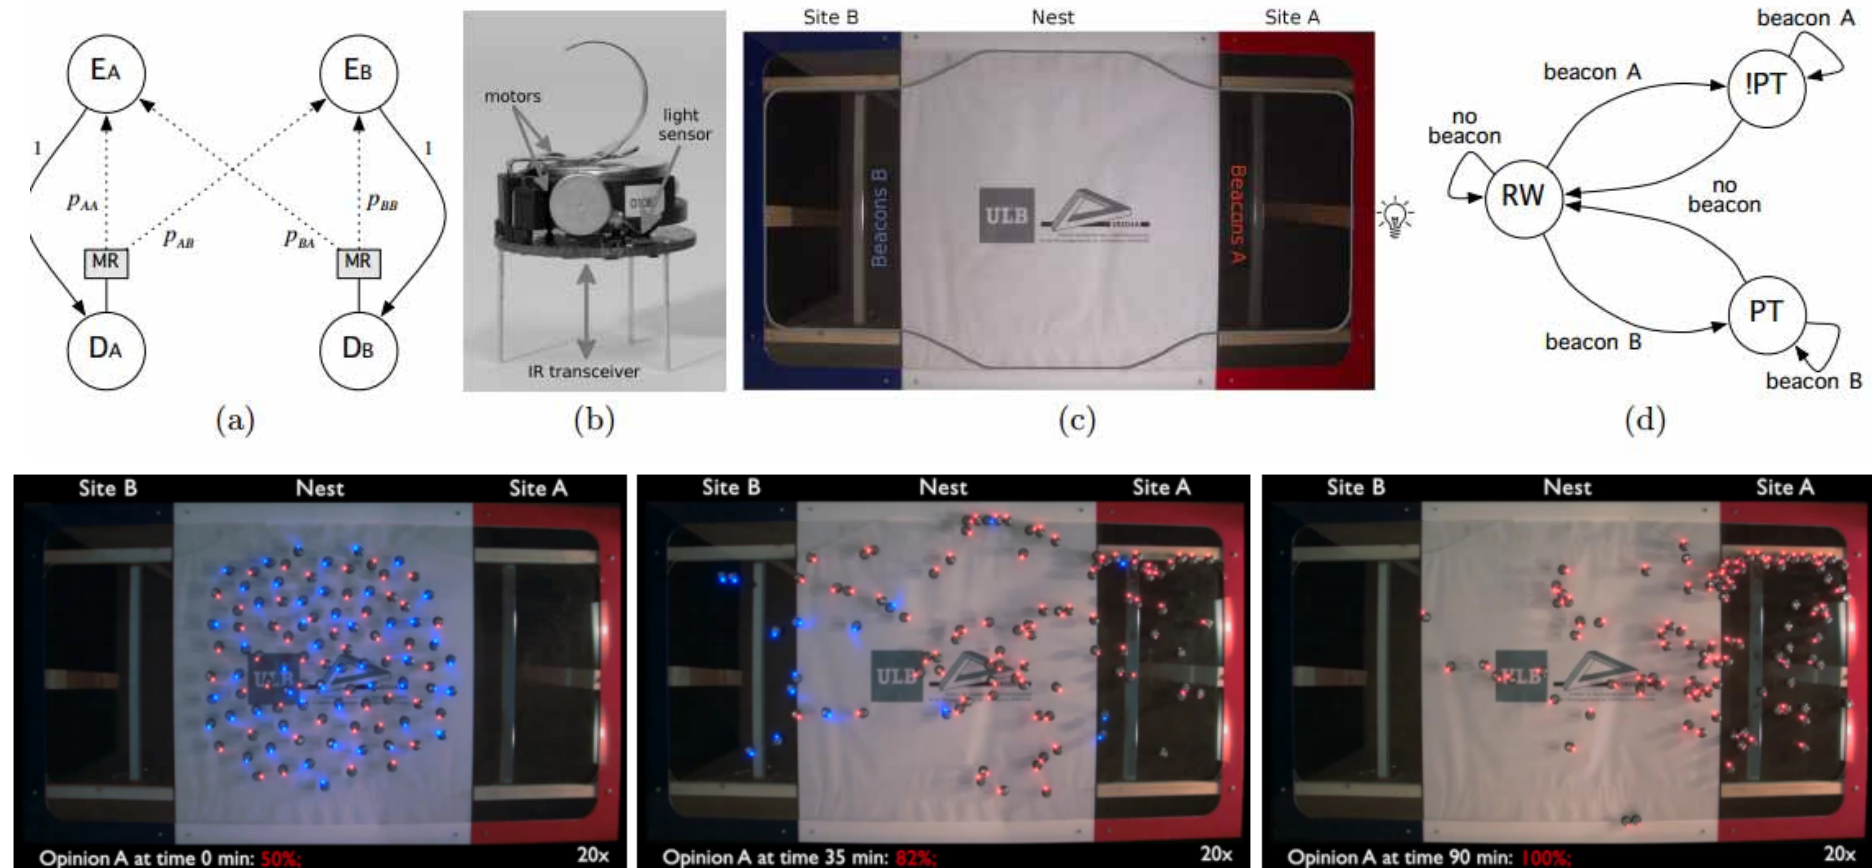 EA
EB
1
1
pAA
pBB
pAB
pBA
MR
MR
DA
DB
(a)
motors
light
sensor
IR transceiver
(b)
Site B
Nest
Site A
Beacons B
ULB
Beacons A
(c)
beacon A
beacon A
!PT
no
beacon
RW
no
beacon
PT
beacon B
beacon B
(d)
Site B
Nest
Site A
ULB
Opinion A at time 0 min: 50%;
20x
Site B
Nest
Site A
ULB
Opinion A at time 35 min: 82%;
20x
Site B
Nest
Site A
ULB
Opinion A at time 90 min: 100%;
20x